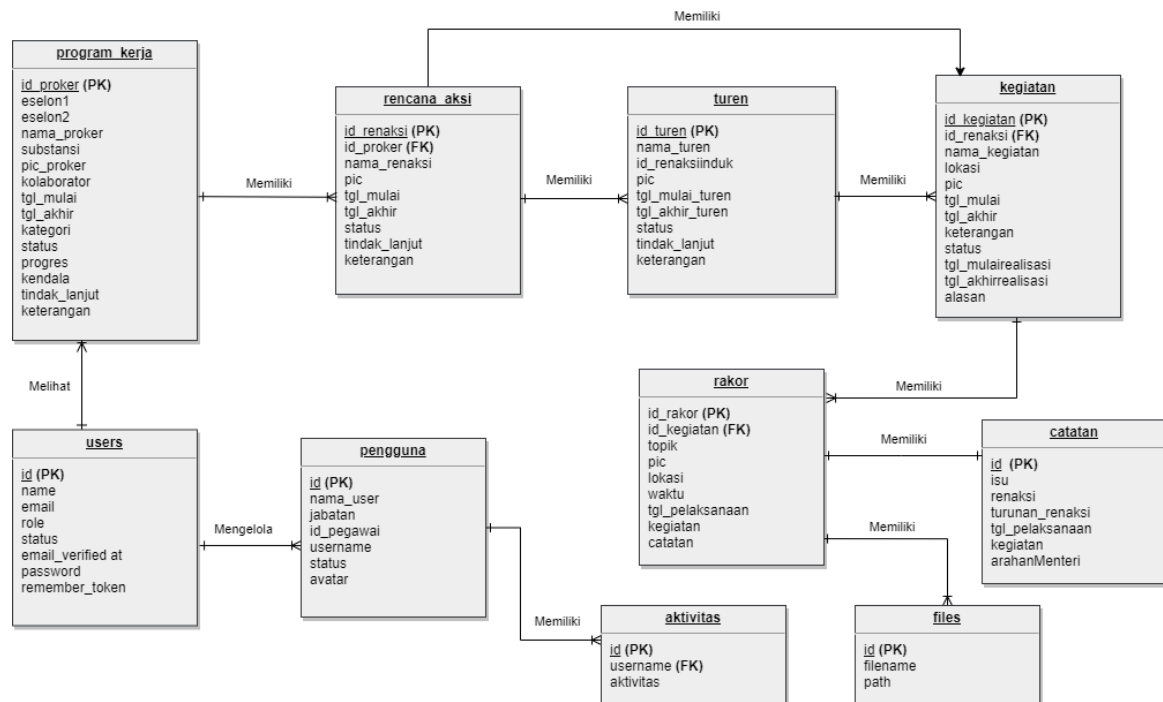 Memiliki
program_kerja
id_proker (PK)
eselon1
eselon2
nama_proker
substansi
pic_proker
kolaborator
tgl_mulai
tgl_akhir
kategori
status
progres
kendala
tindak_lanjut
keterangan
Memiliki
rencana_aksi
id_renaksi (PK)
id_proker (FK)
nama_renaksi
pic
tgl_mulai
tgl_akhir
status
tindak_lanjut
keterangan
Memiliki
turen
id_turen (PK)
nama_turen
id_renaksiinduk
pic
tgl_mulai_turen
tgl_akhir_turen
status
tindak_lanjut
keterangan
Memiliki
kegiatan
id_kegiatan (PK)
id_renaksi (FK)
nama_kegiatan
lokasi
pic
tgl_mulai
tgl_akhir
keterangan
status
tgl_mulairealisasi
tgl_akhirrealisasi
alasan
Melihat
Memiliki
users
id (PK)
name
email
role
status
email_verified at
password
remember_token
Mengelola
pengguna
id (PK)
nama_user
jabatan
id_pegawai
username
status
avatar
rakor
id_rakor (PK)
id_kegiatan (FK)
topik
pic
lokasi
waktu
tgl_pelaksanaan
kegiatan
catatan
Memiliki
catatan
id (PK)
isu
renaksi
turunan_renaksi
tgl_pelaksanaan
kegiatan
arahanMenteri
Memiliki
Memiliki
aktivitas
id (PK)
username (FK)
aktivitas
files
id (PK)
filename
path